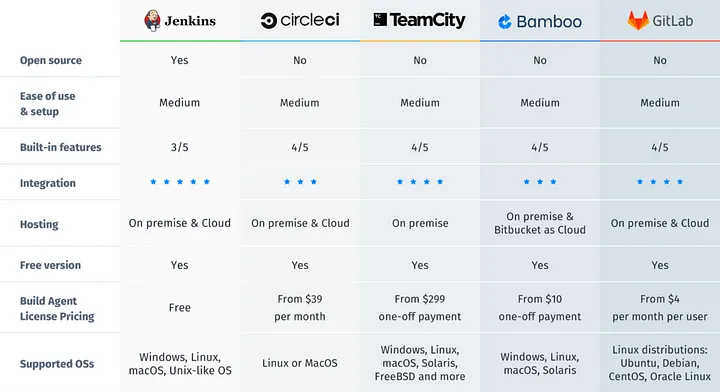 Jenkins circleci TC TeamCity Bamboo GitLab
Open source Yes No No No No
Ease of use
& setup Medium Medium Medium Medium Medium
Built-in features 3/5 4/5 4/5 4/5 4/5
Integration ★ ★ ★ ★ ★ ★ ★ ★ ★ ★ ★ ★ ★ ★ ★ ★ ★ ★ ★
Hosting On premise & Cloud On premise & Cloud On premise On premise & On premise & Cloud
Bitbucket as Cloud
Free version Yes Yes Yes Yes Yes
Build Agent From $39 From $299 From $10 From $4
License Pricing Free per month one-off payment one-off payment per month per user
Supported OSs Windows, Linux, Linux or MacOS Windows, Linux, Windows, Linux, Linux distributions:
macOS, Unix-like OS macOS, Solaris, macOS, Solaris Ubuntu, Debian,
FreeBSD and more CentOS, Oracle Linux